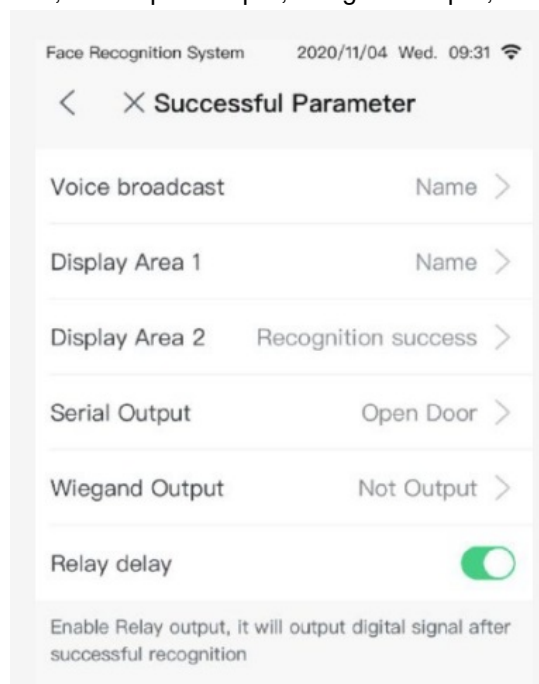 Face Recognition System 2020/11/04 Wed. 09:31
Successful Parameter
Voice broadcast Name
Display Area 1 Name
Display Area 2 Recognition success
Serial Output Open Door
Wiegand Output Not Output
Relay delay
Enable Relay output, it will output digital signal after
successful recognition